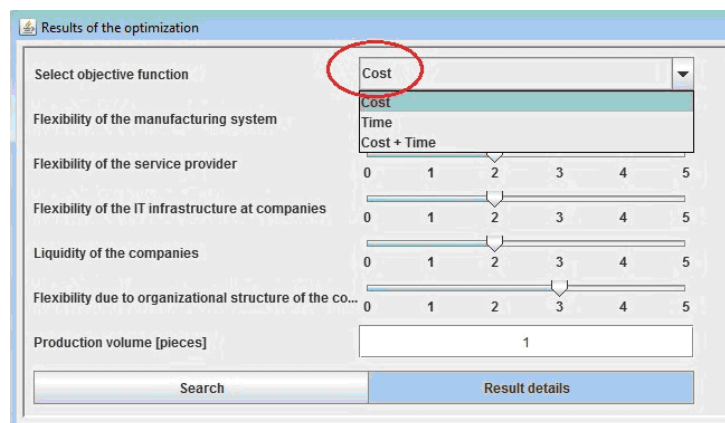 Results of the optimization
Select objective function
Cost
Cost
Flexibility of the manufacturing system
Time
Cost + Time
Flexibility of the service provider
0 1 2 3 4 5
Flexibility of the IT infrastructure at companies
0 1 2 3 4 5
Liquidity of the companies
0 1 2 3 4 5
Flexibility due to organizational structure of the co...
0 1 2 3 4 5
Production volume [pieces]
1
Search
Result details